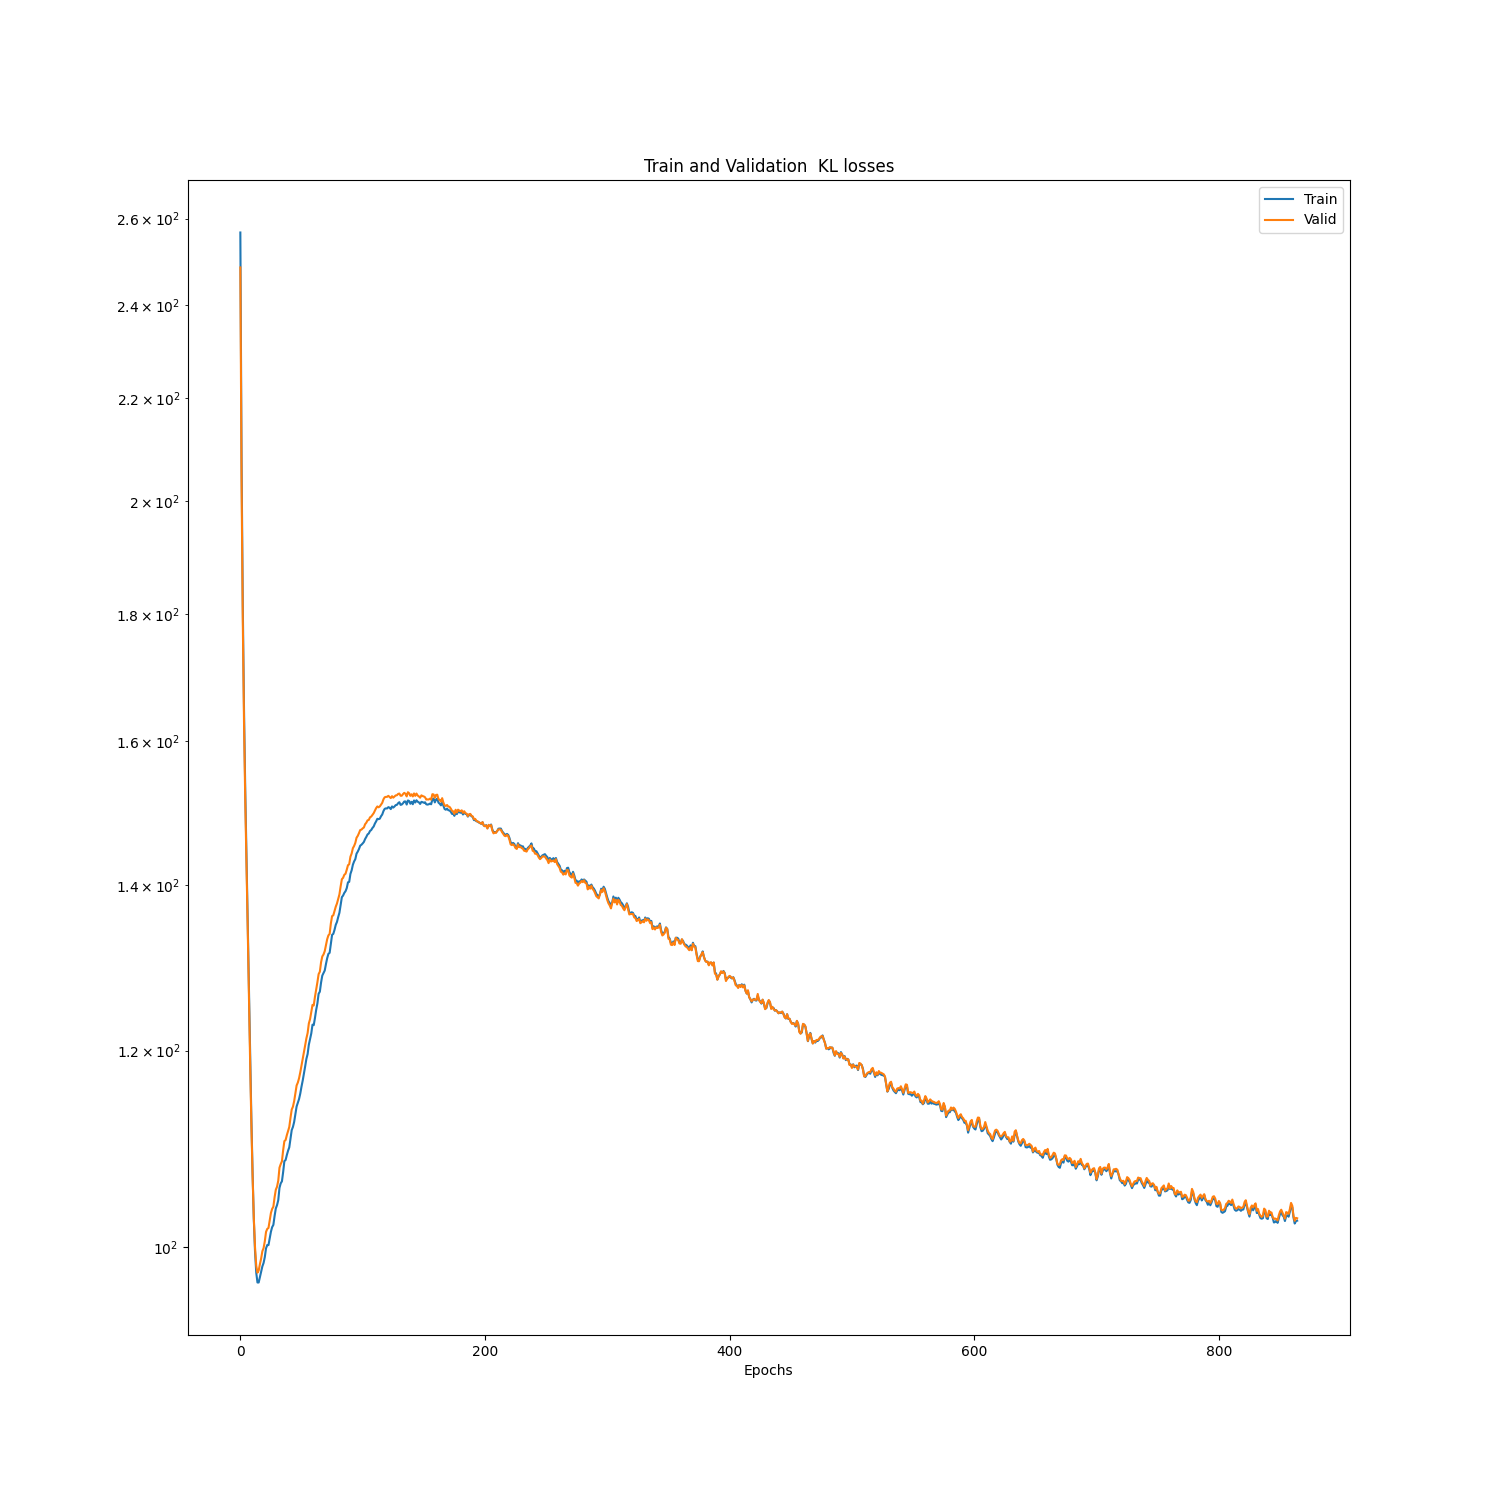 Train and Validation  KL losses
Train
Valid
2.6 × 10²
2.4 × 10²
2.2 × 10²
2 × 10²
1.8 × 10²
1.6 × 10²
1.4 × 10²
1.2 × 10²
10²
0 200 400 600 800
Epochs